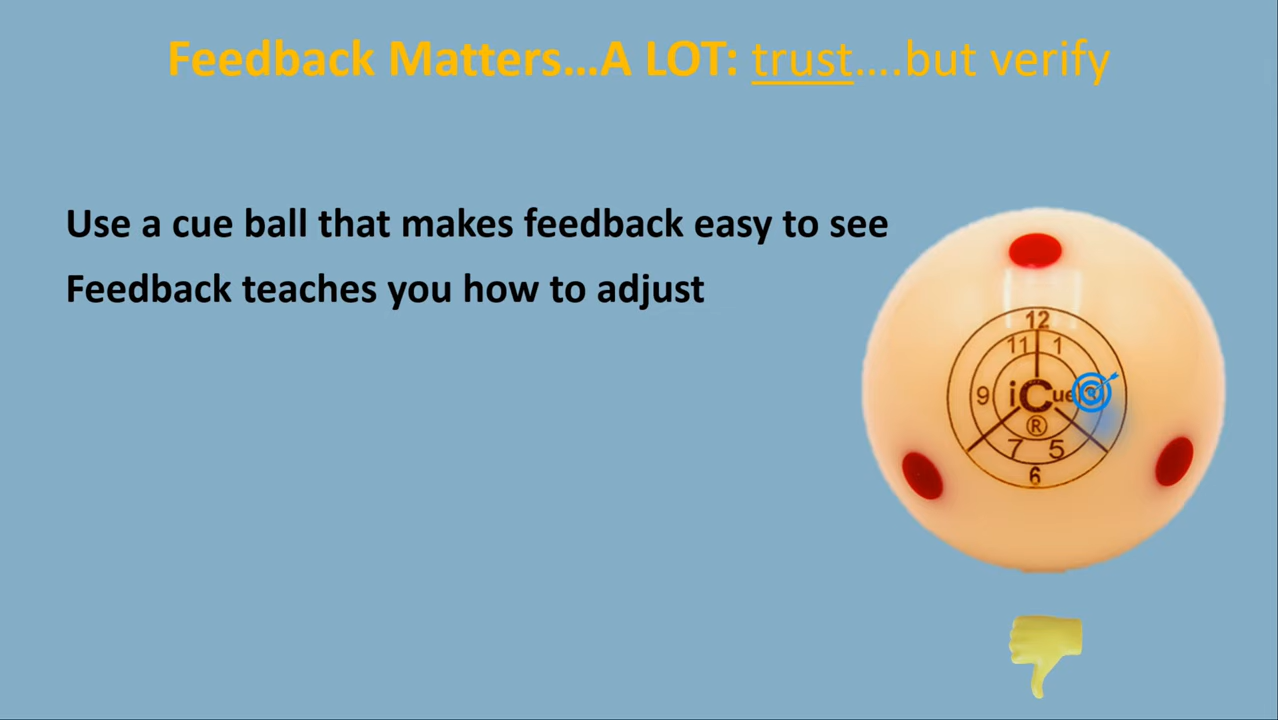 Feedback Matters...A LOT: trust....but verify
Use a cue ball that makes feedback easy to see
Feedback teaches you how to adjust
12
11 1
9 iCue
®
7 5
6